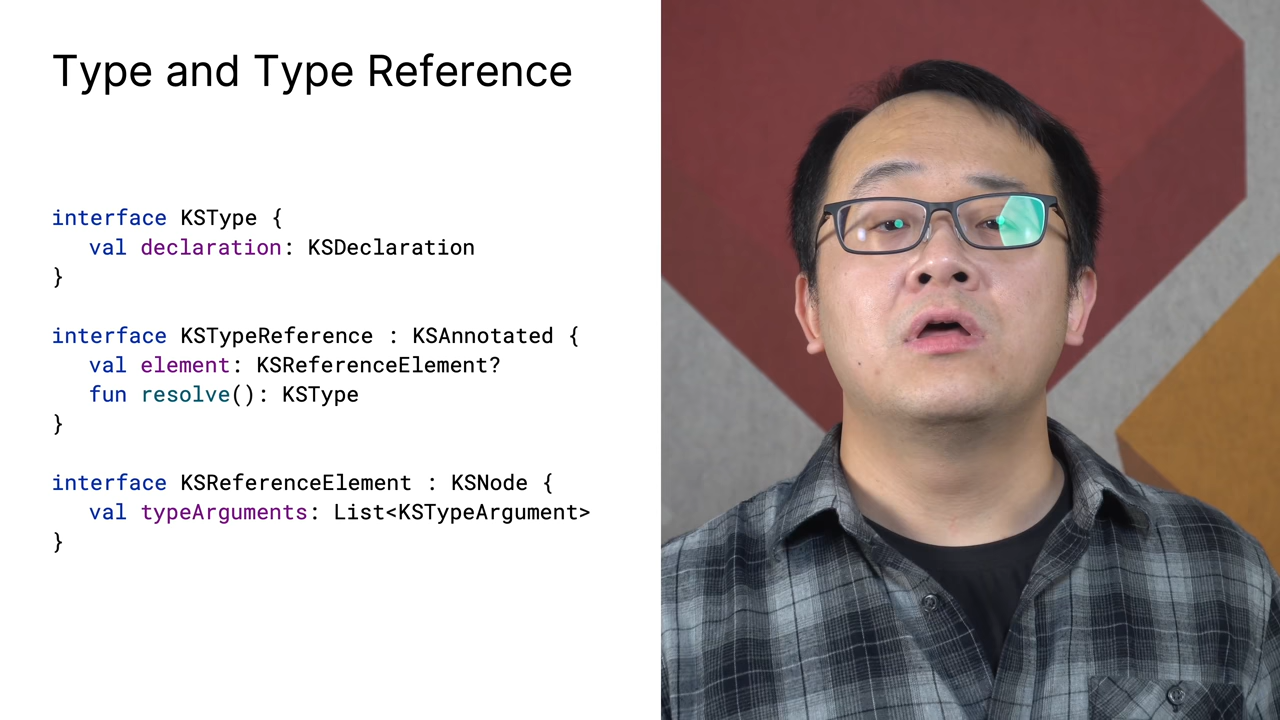 Type and Type Reference
interface KSType {
val declaration: KSDeclaration
}
interface KSTypeReference : KSAnnotated {
val element: KSReferenceElement?
fun resolve(): KSType
}
interface KSReferenceElement : KSNode {
val typeArguments: List<KSTypeArgument>
}